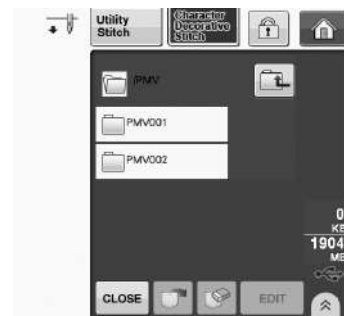 Utility
Stitch
Character
Decorative
Stitch
/PMV
PMV001
PMV002
0
KB
1904
MB
CLOSE
EDIT